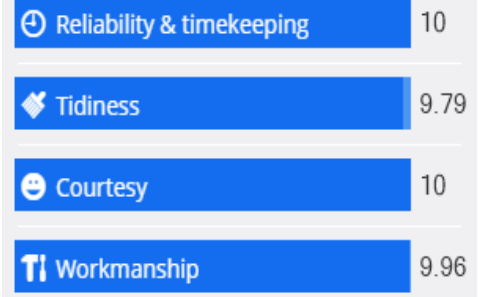 Reliability & timekeeping 10
Tidiness 9.79
Courtesy 10
Workmanship 9.96